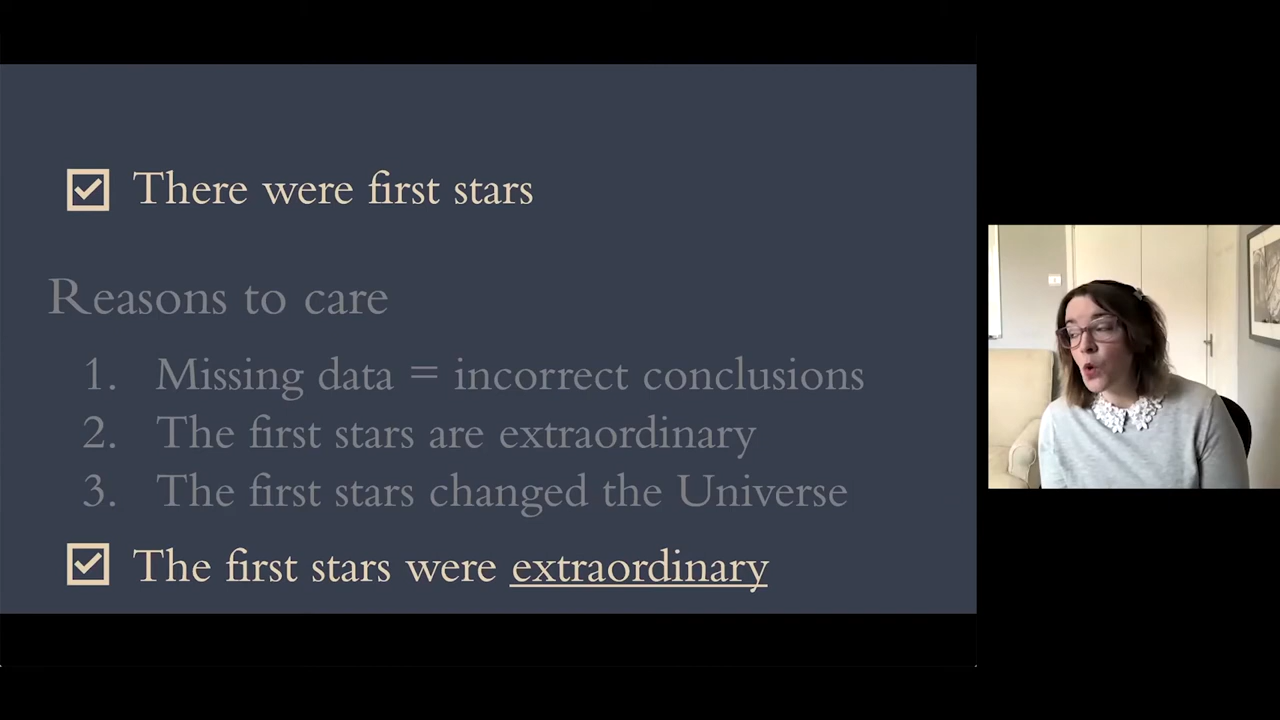 There were first stars
Reasons to care
1. Missing data = incorrect conclusions
2. The first stars are extraordinary
3. The first stars changed the Universe
The first stars were extraordinary